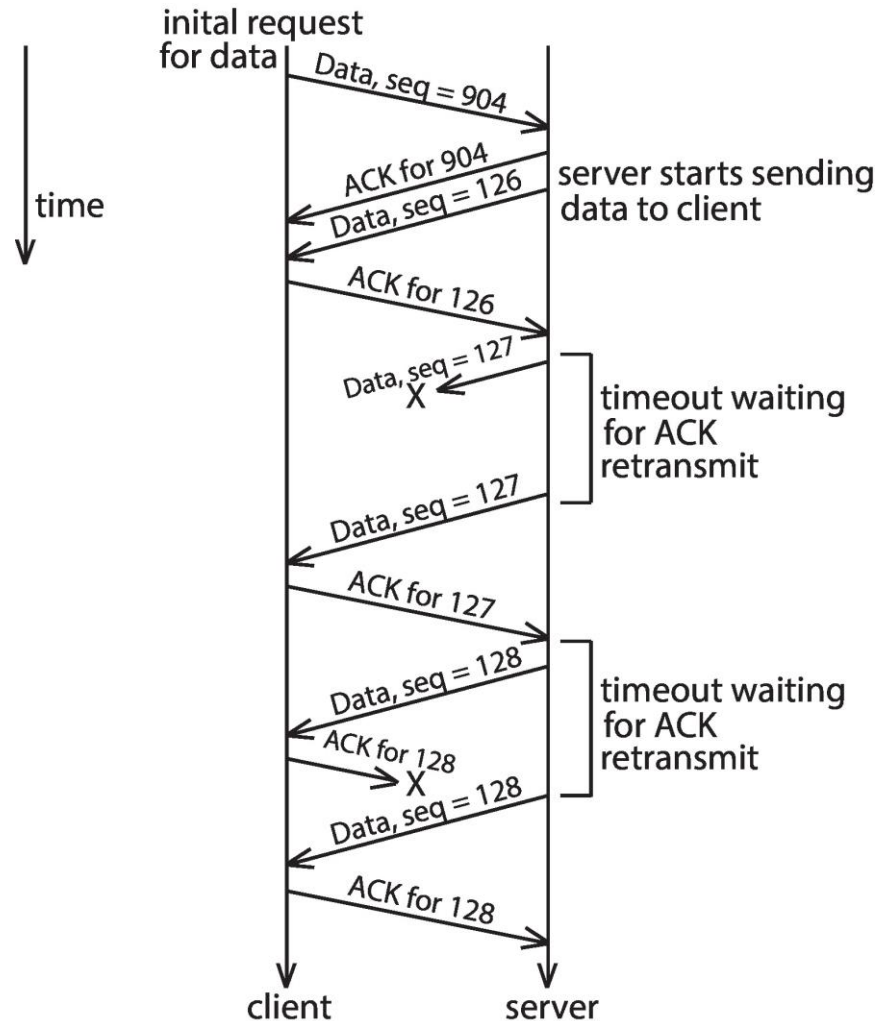 inital request
for data
Data, seq = 904
ACK for 904
Data, seq = 126
server starts sending
data to client
time
ACK for 126
Data, seq = 127
X
timeout waiting
for ACK
retransmit
Data, seq = 127
ACK for 127
Data, seq = 128
timeout waiting
for ACK
retransmit
ACK for 128
X
Data, seq = 128
ACK for 128
client
server